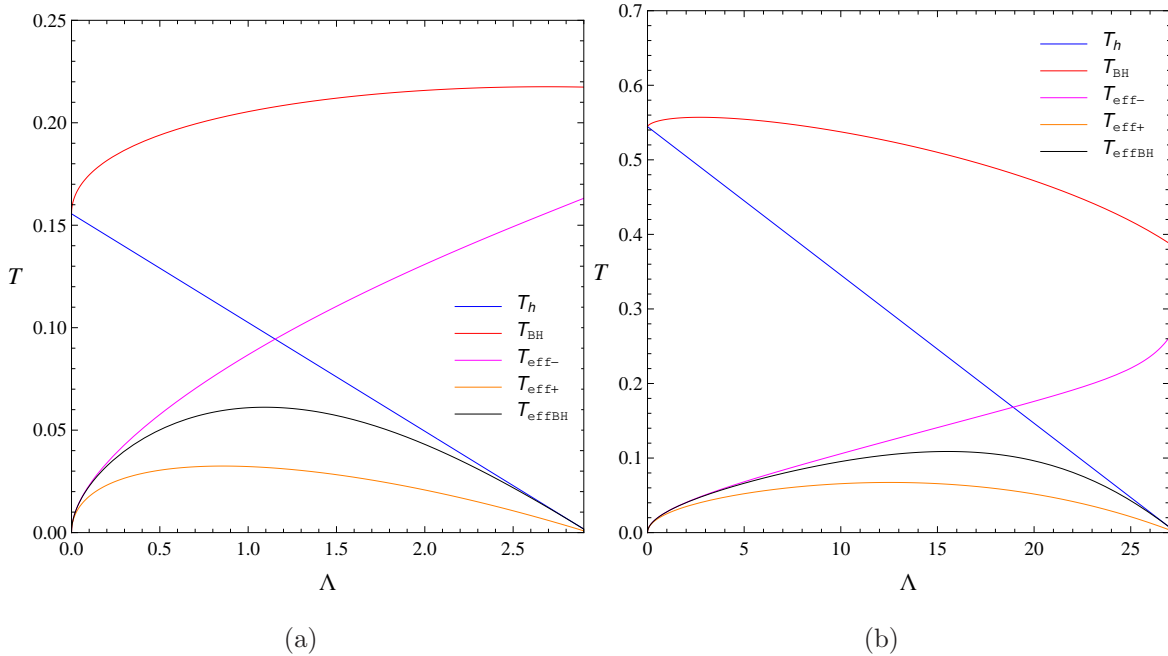 0.25
0.20
0.15
0.10
0.05
0.00
T
0.0 0.5 1.0 1.5 2.0 2.5
Λ
T_h
T_BH
T_eff−
T_eff+
T_effBH
(a)
0.7
0.6
0.5
0.4
0.3
0.2
0.1
0.0
T
0 5 10 15 20 25
Λ
T_h
T_BH
T_eff−
T_eff+
T_effBH
(b)